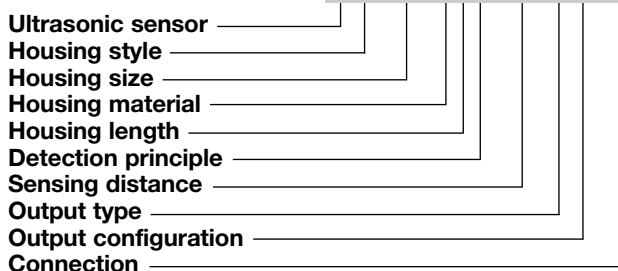 Ultrasonic sensor
Housing style
Housing size
Housing material
Housing length
Detection principle
Sensing distance
Output type
Output configuration
Connection